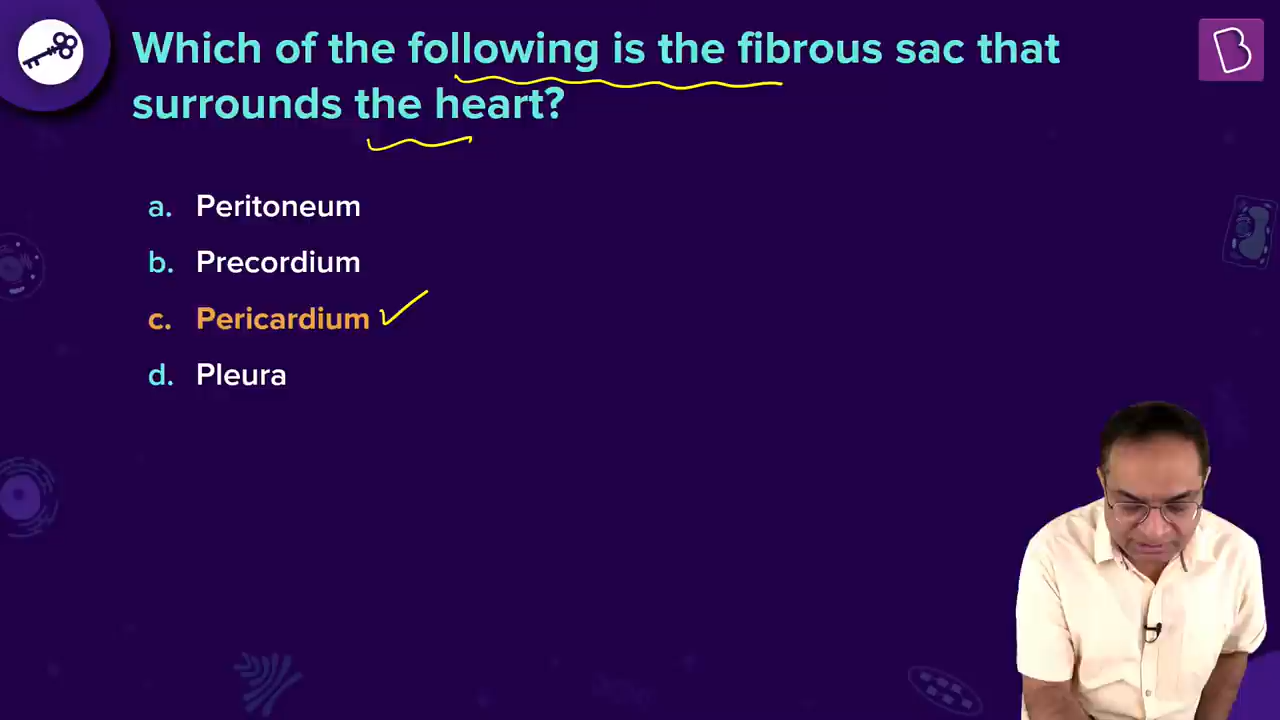 Which of the following is the fibrous sac that
surrounds the heart?
a. Peritoneum
b. Precordium
c. Pericardium
d. Pleura